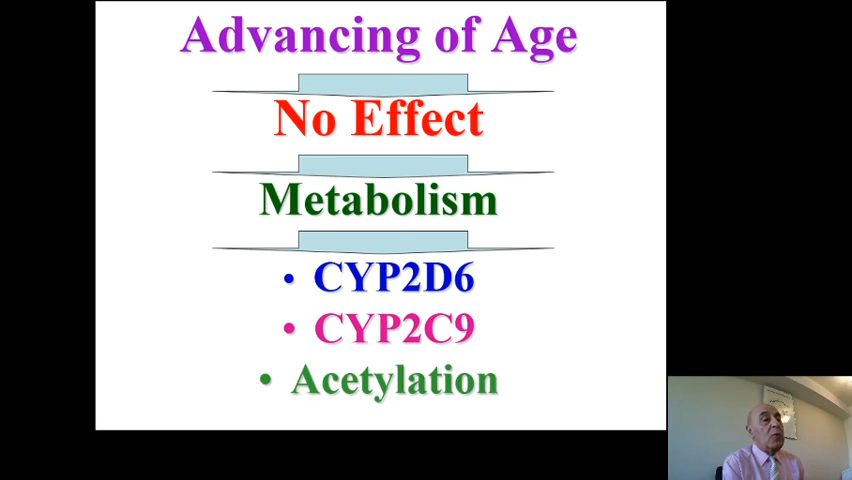 Advancing of Age
No Effect
Metabolism
• CYP2D6
• CYP2C9
• Acetylation